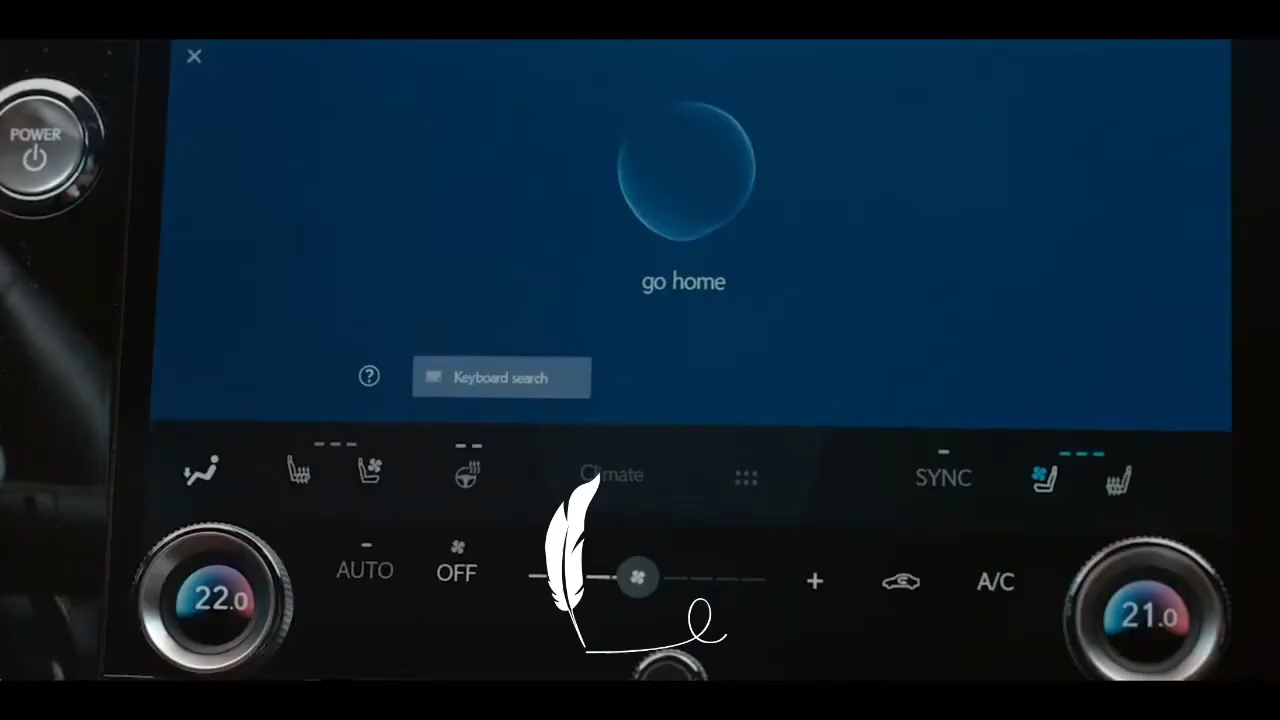 POWER
go home
Keyboard search
Climate
SYNC
AUTO
OFF
A/C
22.0
21.0